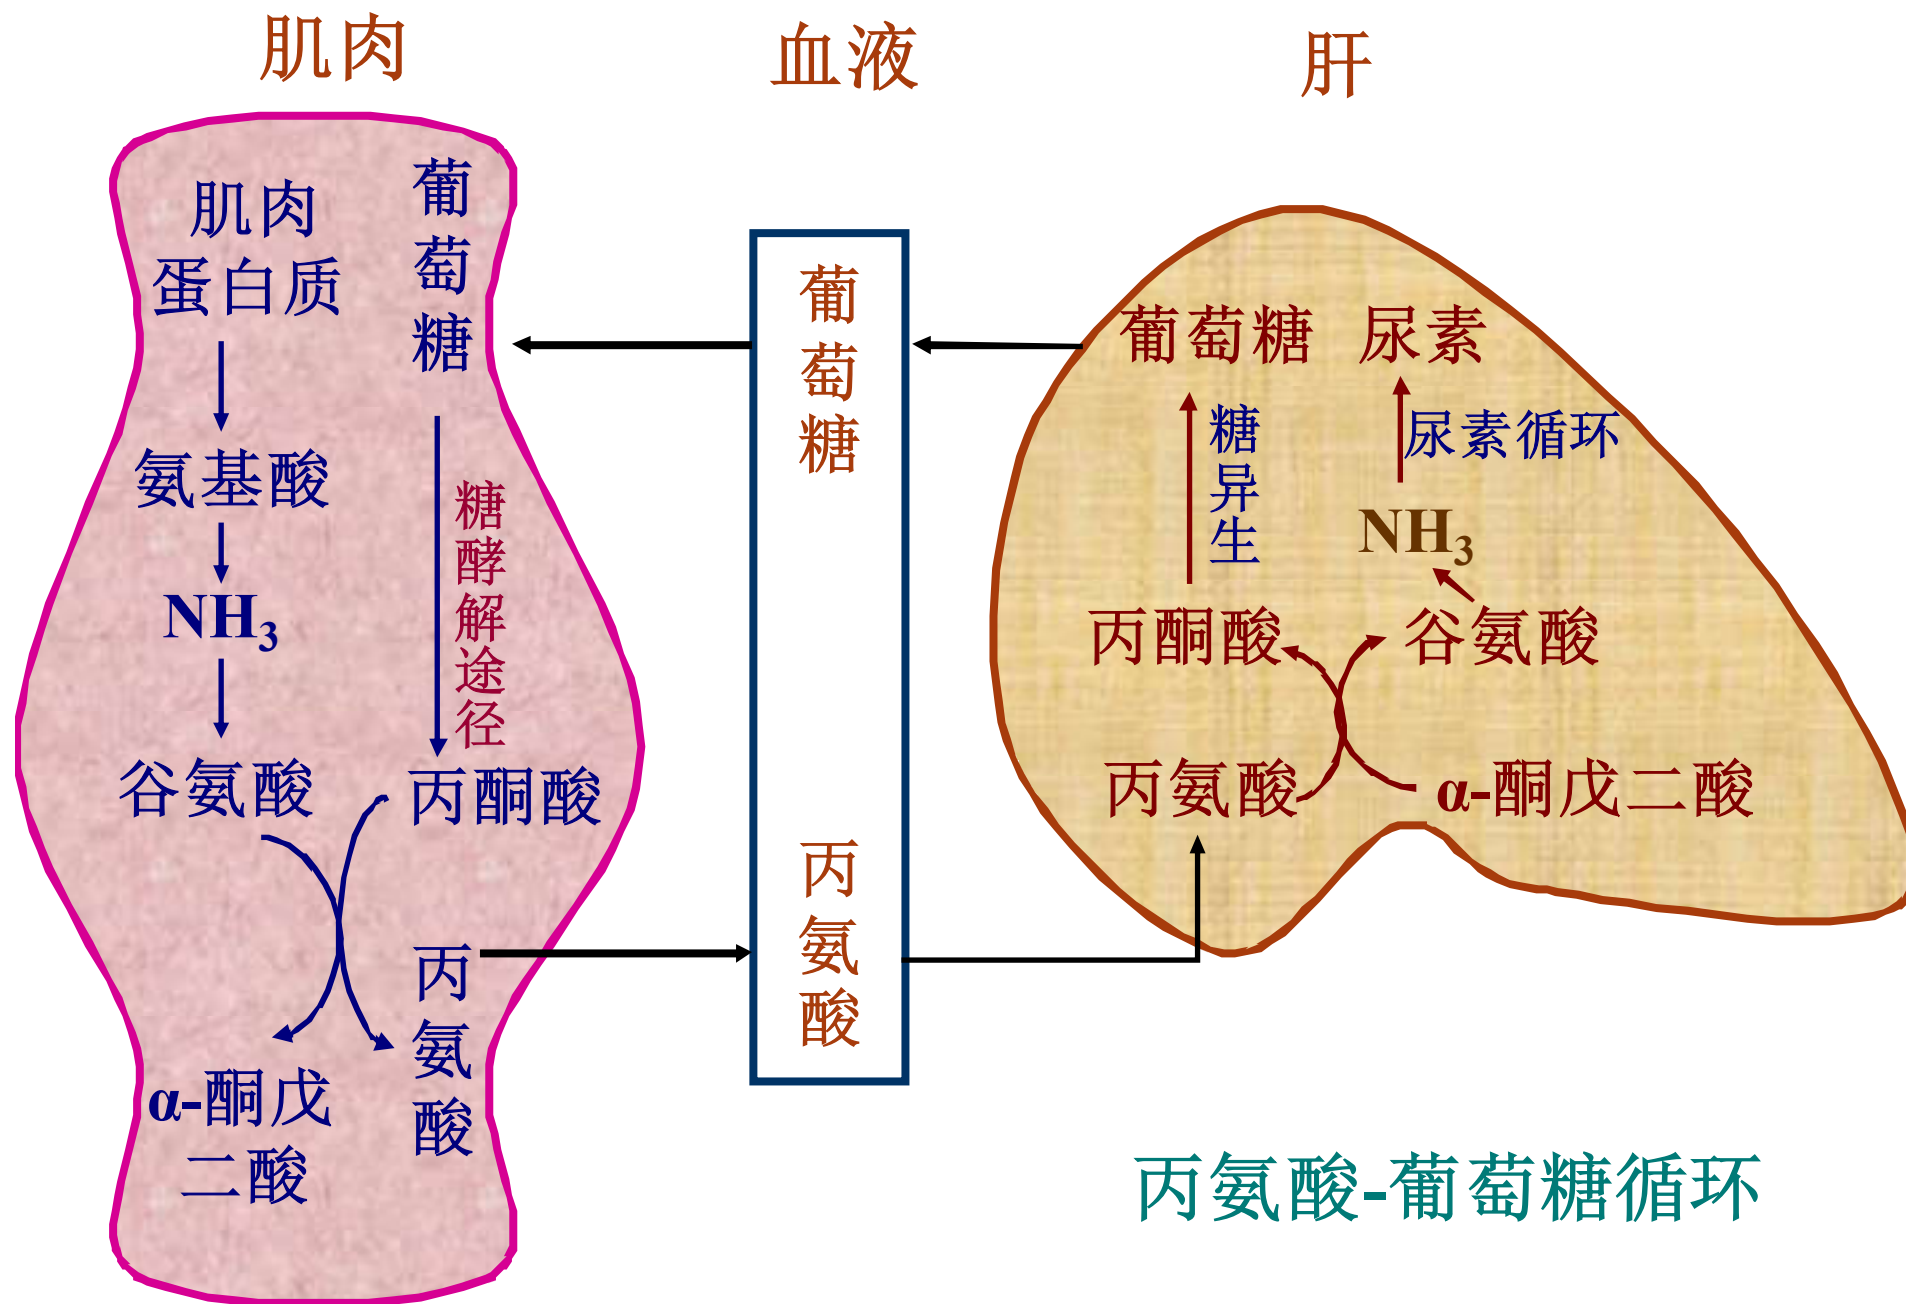 肌肉
血液
肝
肌肉
蛋白质
氨基酸
NH₃
谷氨酸
α-酮戊
二酸
葡萄糖
糖酵解途径
丙酮酸
丙氨酸
葡萄糖
丙氨酸
葡萄糖
尿素
糖异生
尿素循环
NH₃
丙酮酸
谷氨酸
丙氨酸
α-酮戊二酸
丙氨酸-葡萄糖循环